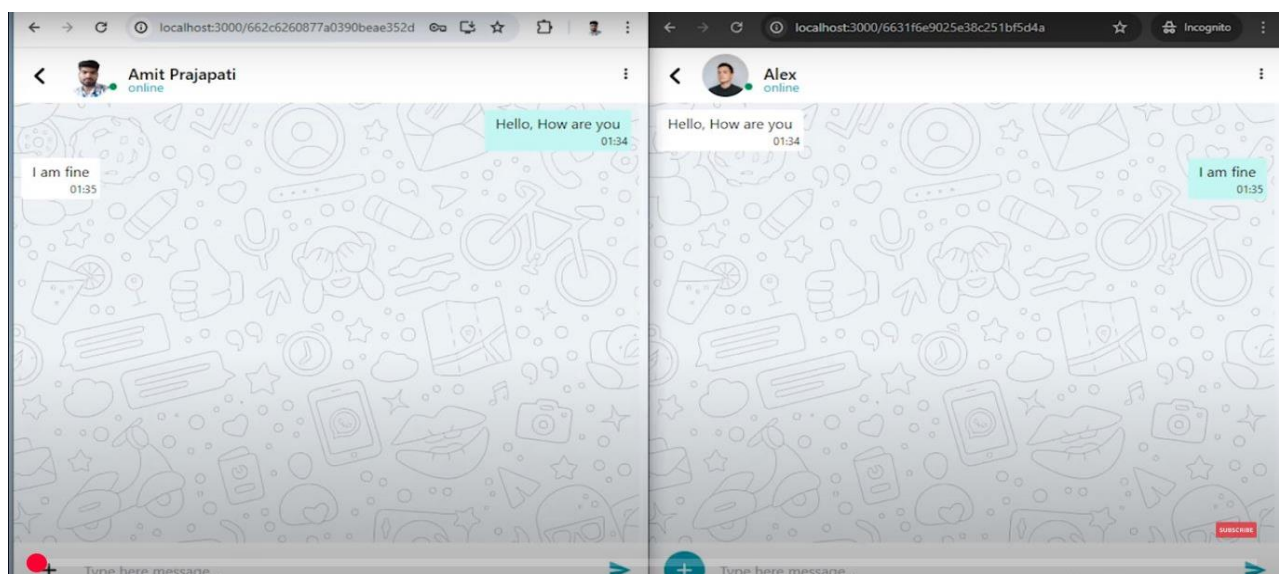 localhost:3000/662c6260877a0390beae352d
Amit Prajapati
online
Hello, How are you
01:34
I am fine
01:35
Type here message
localhost:3000/6631f6e9025e38c251bf5d4a
Incognito
Alex
online
Hello, How are you
01:34
I am fine
01:35
SUBSCRIBE
Type here message